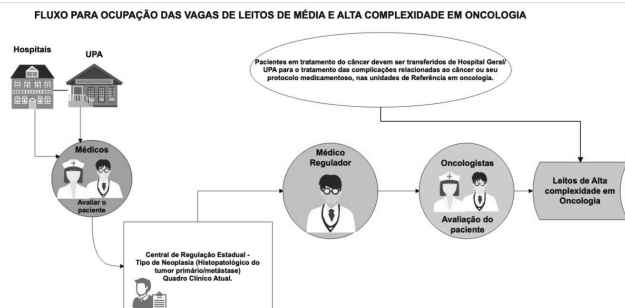 FLUXO PARA OCUPAÇÃO DAS VAGAS DE LEITOS DE MÉDIA E ALTA COMPLEXIDADE EM ONCOLOGIA
Hospitais
UPA
Pacientes em tratamento do câncer devem ser transferidos de Hospital Geral/
UPA para o tratamento das complicações relacionadas ao câncer ou seu
protocolo medicamentoso, nas unidades de Referência em oncologia.
Médicos
Avaliar o
paciente
Médico
Regulador
Oncologistas
Avaliação do
paciente
Leitos de Alta
complexidade em
Oncologia
Central de Regulação Estadual -
Tipo de Neoplasia (Histopatológico do
tumor primário/metástase)
Quadro Clínico Atual.